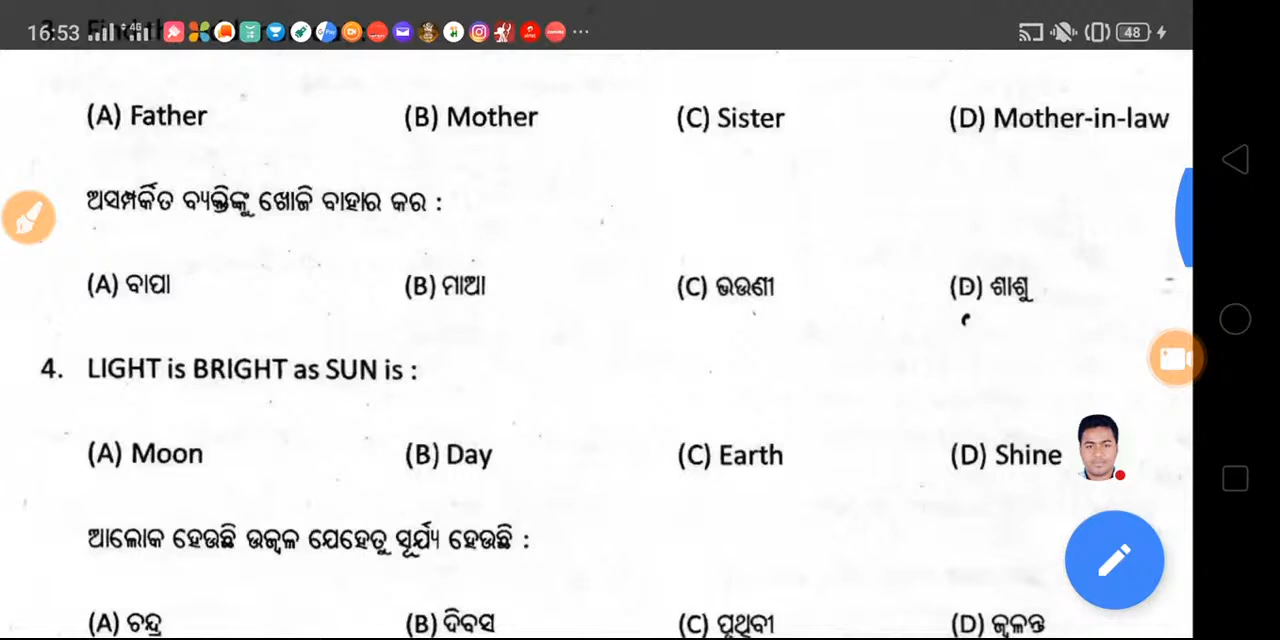 16:53 4G 48
(A) Father (B) Mother (C) Sister (D) Mother-in-law
ଅସମ୍ପର୍କିତ ବ୍ୟକ୍ତିଙ୍କୁ ଖୋଜି ବାହାର କର :
(A) ବାପା (B) ମାଆ (C) ଭଉଣୀ (D) ଶାଶୁ
4. LIGHT is BRIGHT as SUN is :
(A) Moon (B) Day (C) Earth (D) Shine
ଆଲୋକ ହେଉଛି ଉଜ୍ଜ୍ୱଳ ଯେହେତୁ ସୂର୍ଯ୍ୟ ହେଉଛି :
(A) ଚନ୍ଦ୍ର (B) ଦିବସ (C) ପୃଥିବୀ (D) ଜ୍ୱଳନ୍ତ